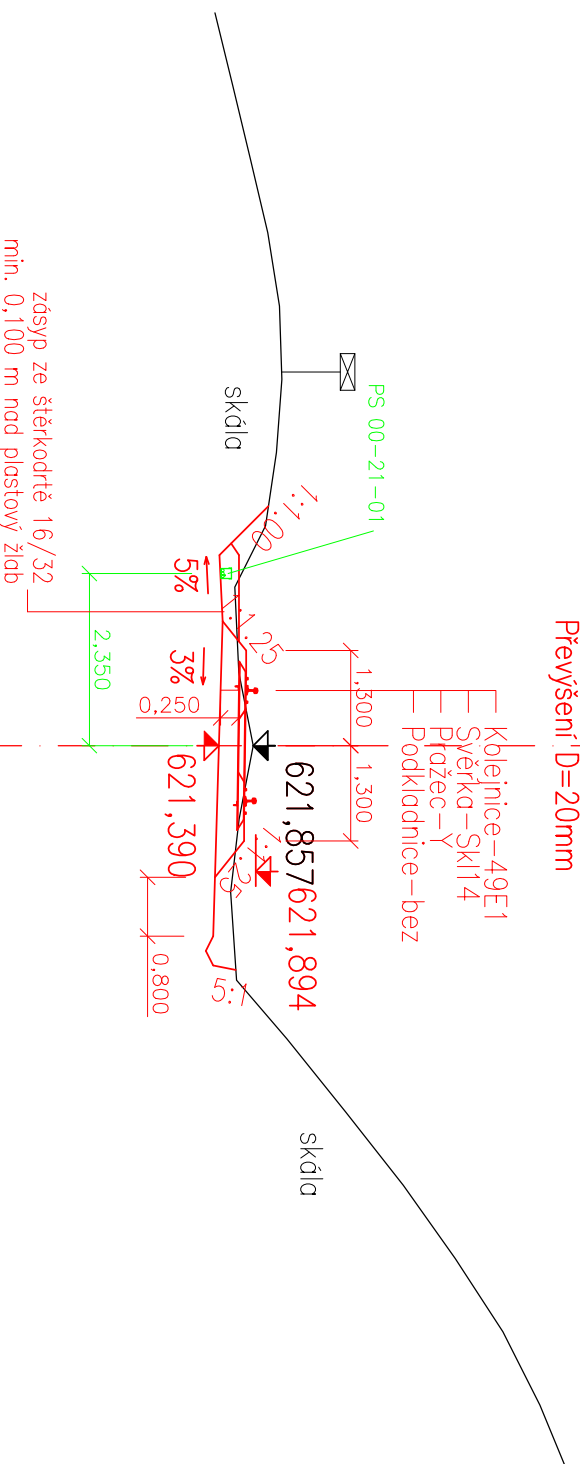 Převýšení D=20mm
Kolejnice-49E1
Svěrka-Skl14
Pražec-Y
Podkladnice-bez
PS 00-21-01
1,300
1,300
skála
1:1.00
1:1.25
1:1.25
621,857
621,894
5%
3%
0,250
621,390
5:1
skála
2,350
0,800
zásyp ze štěrkodrtě 16/32
min. 0,100 m nad plastový žlab